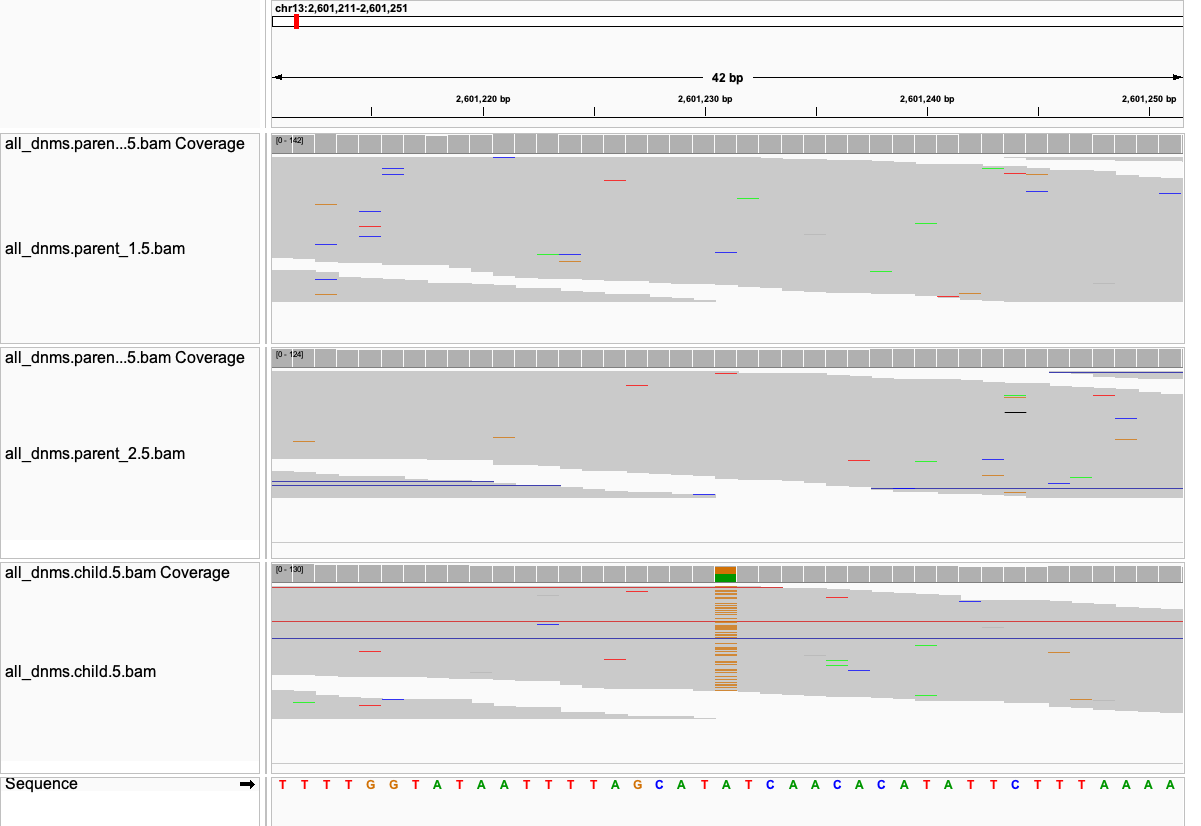 chr13:2,601,211-2,601,251
42 bp
2,601,220 bp 2,601,230 bp 2,601,240 bp 2,601,250 bp
all_dnms.paren...5.bam Coverage
[0 - 142]
all_dnms.parent_1.5.bam
all_dnms.paren...5.bam Coverage
[0 - 124]
all_dnms.parent_2.5.bam
all_dnms.child.5.bam Coverage
[0 - 130]
all_dnms.child.5.bam
Sequence T T T T G G T A T A A T T T T A G C A T A T C A A C A C A T A T T C T T T A A A A